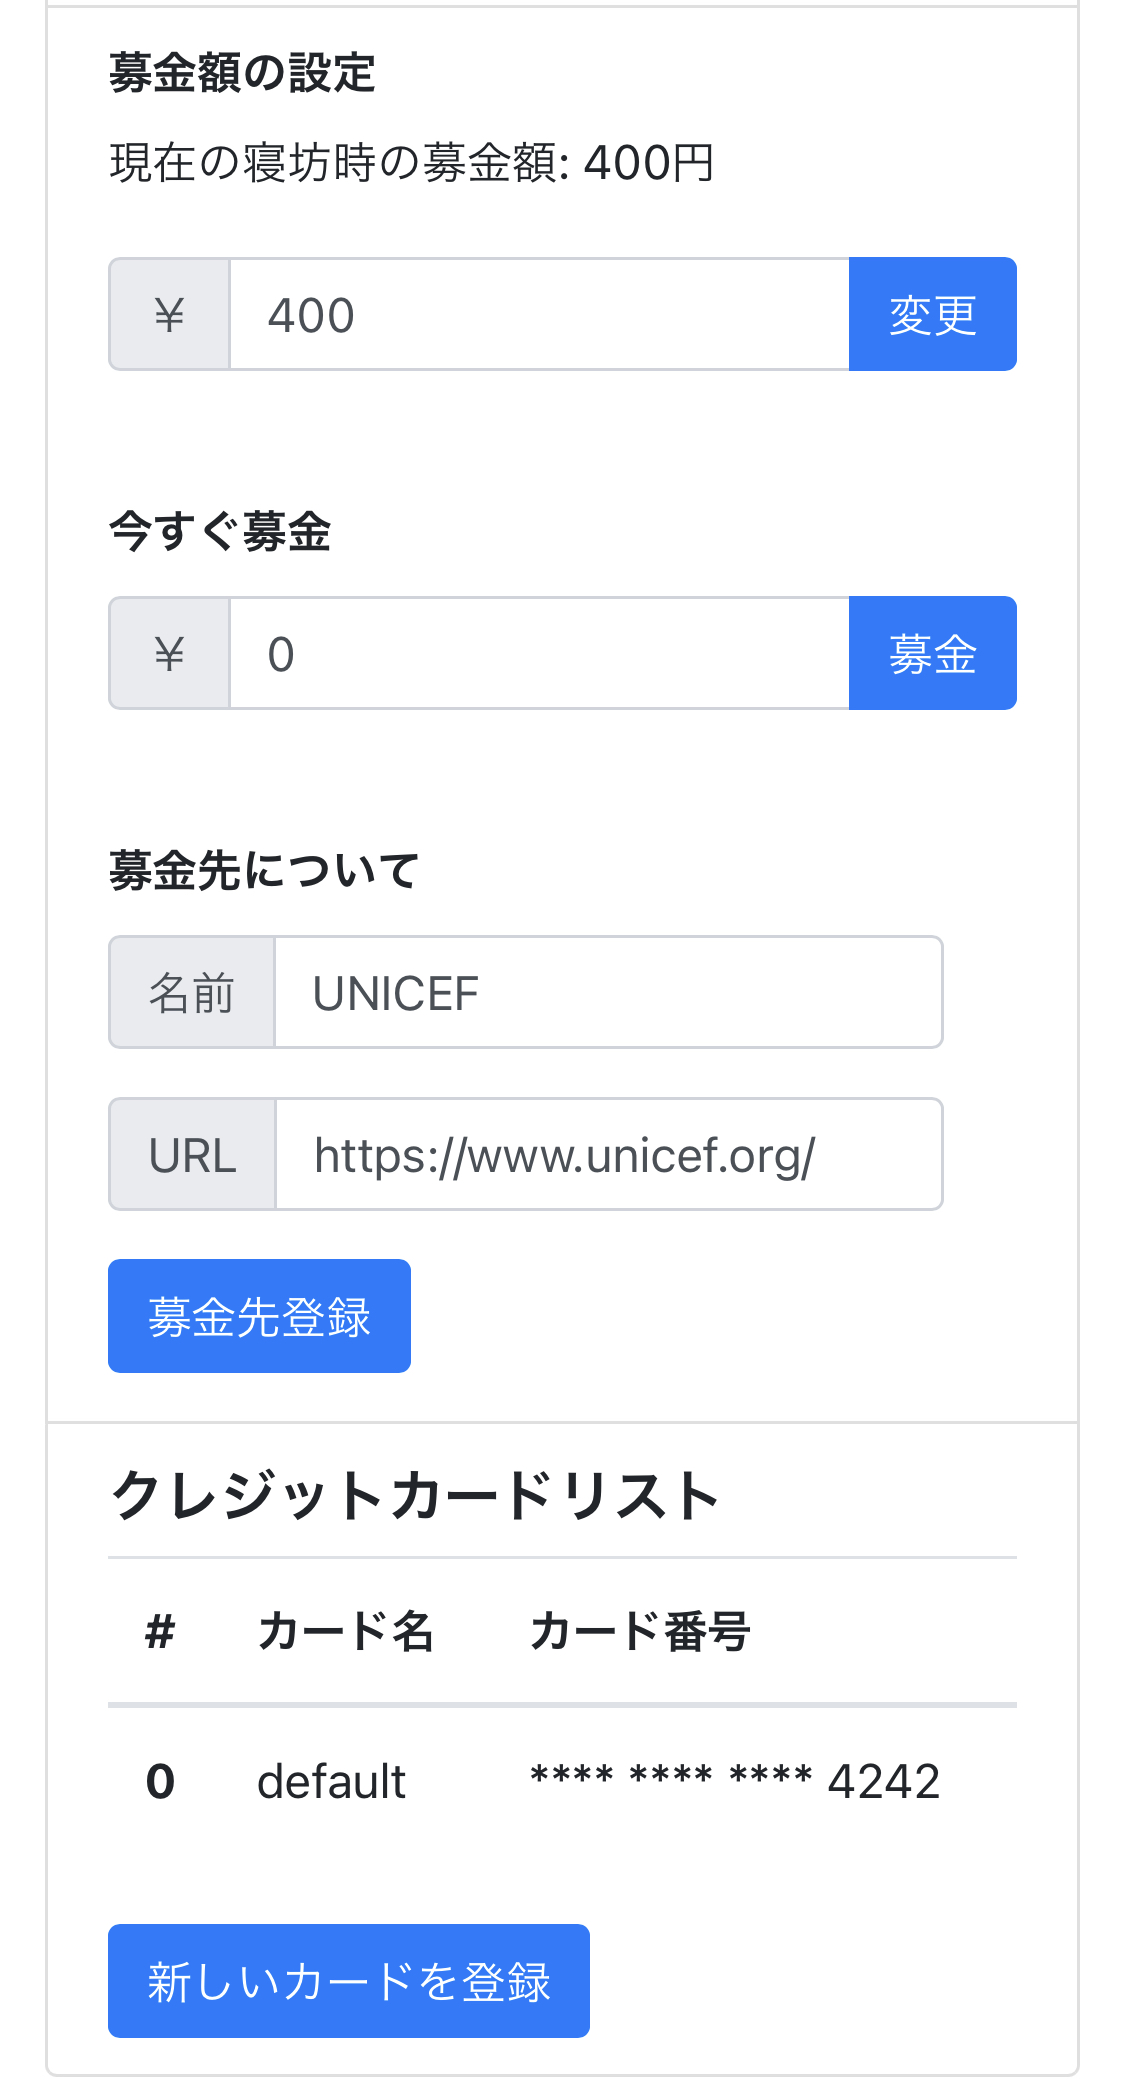 募金額の設定
現在の寝坊時の募金額: 400円
¥ 400 変更
今すぐ募金
¥ 0 募金
募金先について
名前 UNICEF
URL https://www.unicef.org/
募金先登録
クレジットカードリスト
# カード名 カード番号
0 default **** **** **** 4242
新しいカードを登録